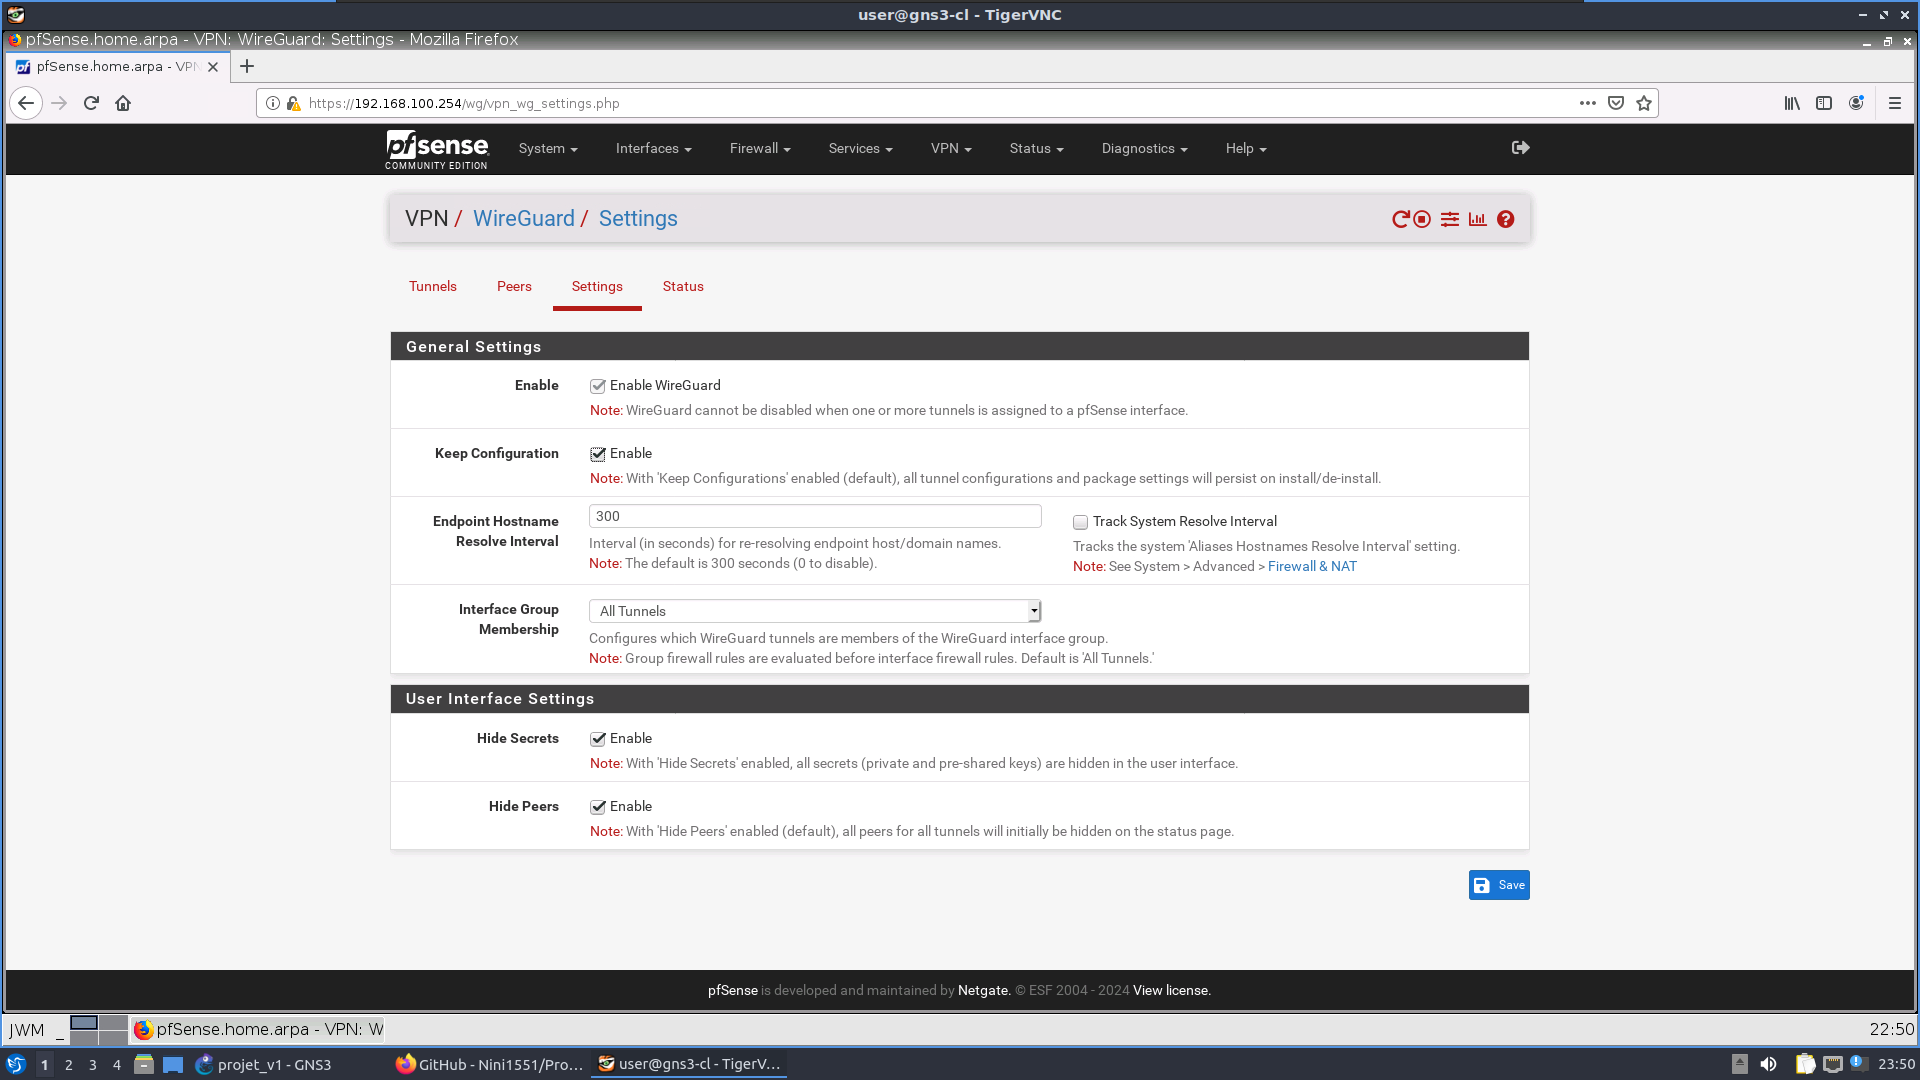 user@gns3-cl - TigerVNC
pfSense.home.arpa - VPN: WireGuard: Settings - Mozilla Firefox
pfSense.home.arpa - VPN
https://192.168.100.254/wg/vpn_wg_settings.php
pfsense
COMMUNITY EDITION
System Interfaces Firewall Services VPN Status Diagnostics Help
VPN / WireGuard / Settings
Tunnels Peers Settings Status
General Settings
Enable Enable WireGuard
Note: WireGuard cannot be disabled when one or more tunnels is assigned to a pfSense interface.
Keep Configuration Enable
Note: With 'Keep Configurations' enabled (default), all tunnel configurations and package settings will persist on install/de-install.
Endpoint Hostname Resolve Interval
300
Interval (in seconds) for re-resolving endpoint host/domain names.
Note: The default is 300 seconds (0 to disable).
Track System Resolve Interval
Tracks the system 'Aliases Hostnames Resolve Interval' setting.
Note: See System > Advanced > Firewall & NAT
Interface Group Membership
All Tunnels
Configures which WireGuard tunnels are members of the WireGuard interface group.
Note: Group firewall rules are evaluated before interface firewall rules. Default is 'All Tunnels.'
User Interface Settings
Hide Secrets Enable
Note: With 'Hide Secrets' enabled, all secrets (private and pre-shared keys) are hidden in the user interface.
Hide Peers Enable
Note: With 'Hide Peers' enabled (default), all peers for all tunnels will initially be hidden on the status page.
Save
pfSense is developed and maintained by Netgate. © ESF 2004 - 2024 View license.
JWM _ pfSense.home.arpa - VPN: W 22:50
1 2 3 4 projet_v1 - GNS3 GitHub - Nini1551/Pro... user@gns3-cl - TigerV... 23:50